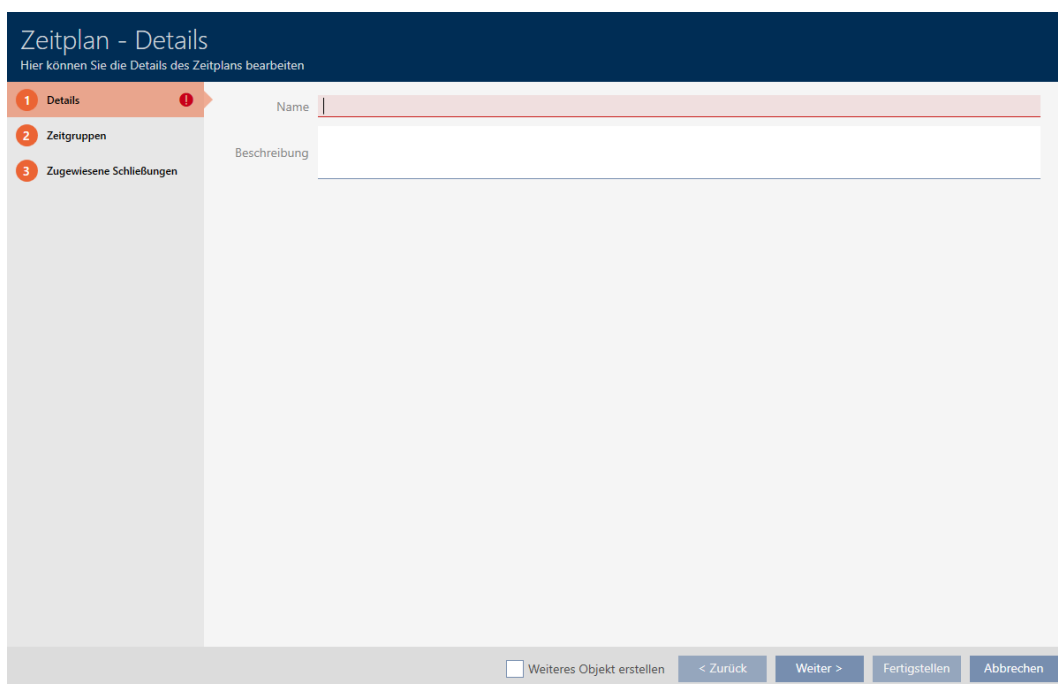 Zeitplan - Details
Hier können Sie die Details des Zeitplans bearbeiten
1 Details !
2 Zeitgruppen
3 Zugewiesene Schließungen
Name
Beschreibung
Weiteres Objekt erstellen < Zurück Weiter > Fertigstellen Abbrechen